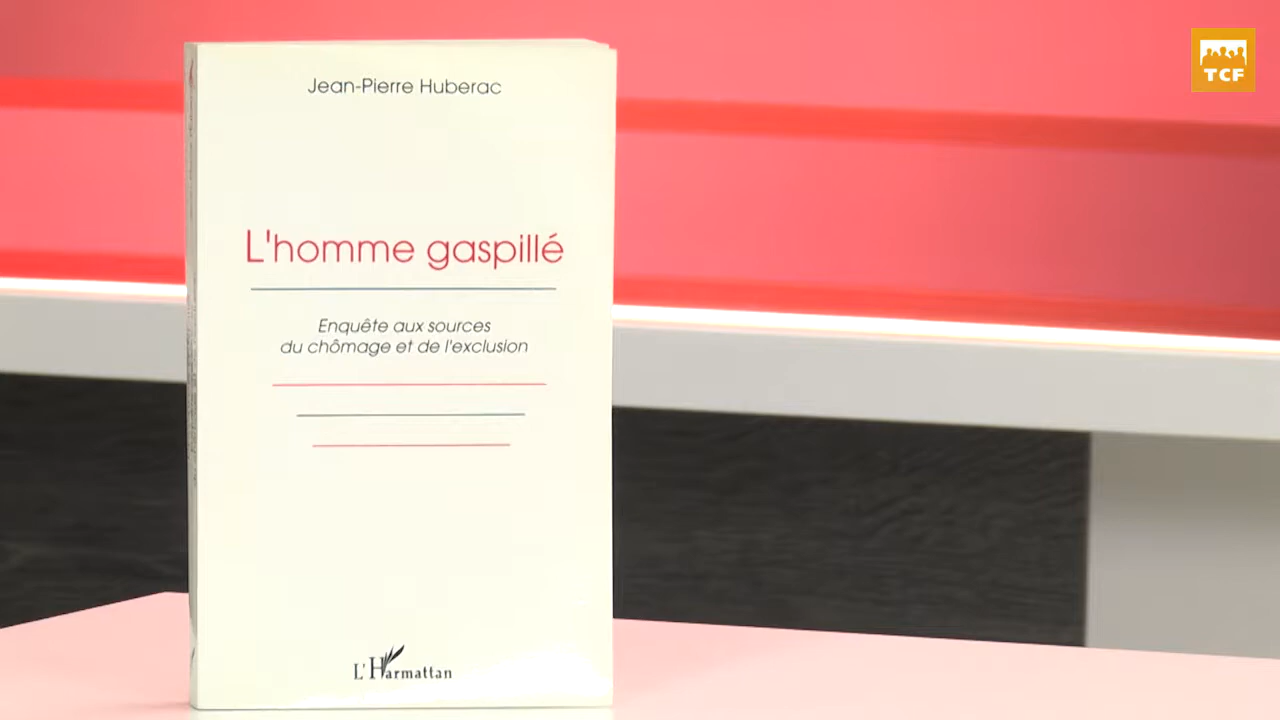 Jean-Pierre Huberac
L'homme gaspillé
Enquête aux sources
du chômage et de l'exclusion
L'Harmattan
TCF